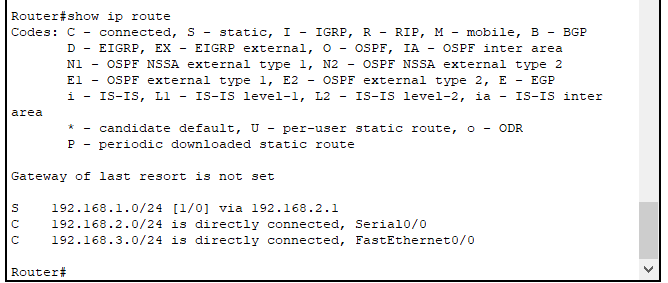 Router#show ip route
Codes: C - connected, S - static, I - IGRP, R - RIP, M - mobile, B - BGP
D - EIGRP, EX - EIGRP external, O - OSPF, IA - OSPF inter area
N1 - OSPF NSSA external type 1, N2 - OSPF NSSA external type 2
E1 - OSPF external type 1, E2 - OSPF external type 2, E - EGP
i - IS-IS, L1 - IS-IS level-1, L2 - IS-IS level-2, ia - IS-IS inter
area
* - candidate default, U - per-user static route, o - ODR
P - periodic downloaded static route
Gateway of last resort is not set
S 192.168.1.0/24 [1/0] via 192.168.2.1
C 192.168.2.0/24 is directly connected, Serial0/0
C 192.168.3.0/24 is directly connected, FastEthernet0/0
Router#